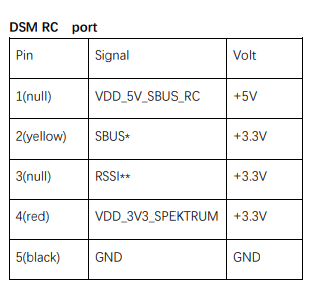 DSM RC port
Pin Signal Volt
1(null) VDD_5V_SBUS_RC +5V
2(yellow) SBUS* +3.3V
3(null) RSSI** +3.3V
4(red) VDD_3V3_SPEKTRUM +3.3V
5(black) GND GND